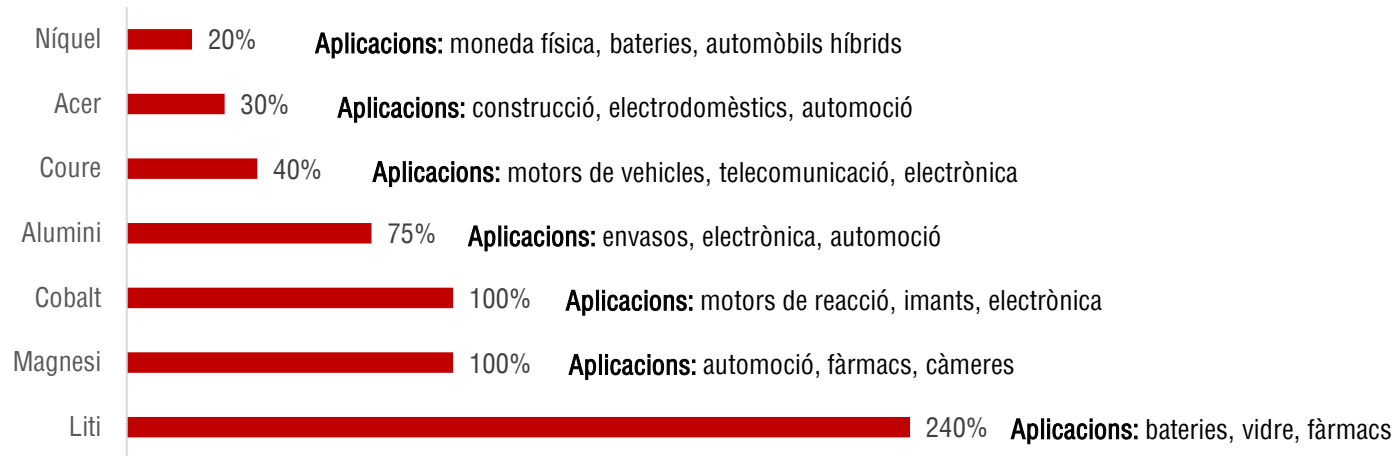 Níquel 20% Aplicacions: moneda física, bateries, automòbils híbrids
Acer 30% Aplicacions: construcció, electrodomèstics, automoció
Coure 40% Aplicacions: motors de vehicles, telecomunicació, electrònica
Alumini 75% Aplicacions: envasos, electrònica, automoció
Cobalt 100% Aplicacions: motors de reacció, imants, electrònica
Magnesi 100% Aplicacions: automoció, fàrmacs, càmeres
Liti 240% Aplicacions: bateries, vidre, fàrmacs